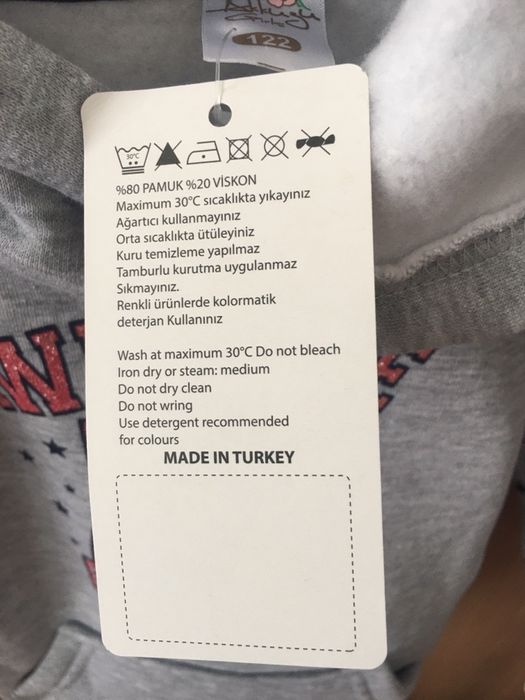 122
30°C
%80 PAMUK %20 VİSKON
Maximum 30°C sıcaklıkta yıkayınız
Ağartıcı kullanmayınız
Orta sıcaklıkta ütüleyiniz
Kuru temizleme yapılmaz
Tamburlu kurutma uygulanmaz
Sıkmayınız.
Renkli ürünlerde kolormatik
deterjan Kullanınız
Wash at maximum 30°C Do not bleach
Iron dry or steam: medium
Do not dry clean
Do not wring
Use detergent recommended
for colours
MADE IN TURKEY